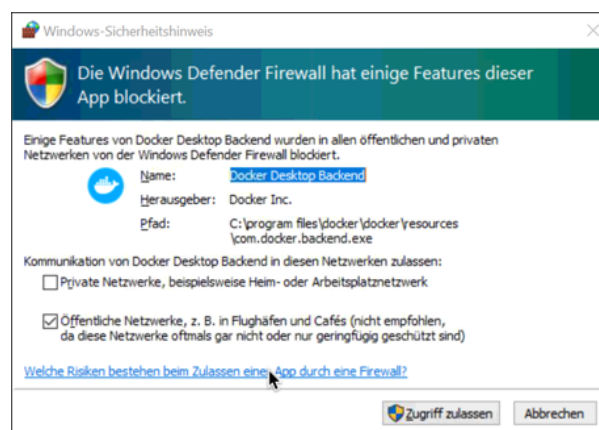 Windows-Sicherheitshinweis
Die Windows Defender Firewall hat einige Features dieser
App blockiert.
Einige Features von Docker Desktop Backend wurden in allen öffentlichen und privaten
Netzwerken von der Windows Defender Firewall blockiert.
Name: Docker Desktop Backend
Herausgeber: Docker Inc.
Pfad: C:\program files\docker\docker\resources
\com.docker.backend.exe
Kommunikation von Docker Desktop Backend in diesen Netzwerken zulassen:
Private Netzwerke, beispielsweise Heim- oder Arbeitsplatznetzwerk
Öffentliche Netzwerke, z. B. in Flughäfen und Cafés (nicht empfohlen,
da diese Netzwerke oftmals gar nicht oder nur geringfügig geschützt sind)
Welche Risiken bestehen beim Zulassen einer App durch eine Firewall?
Zugriff zulassen Abbrechen